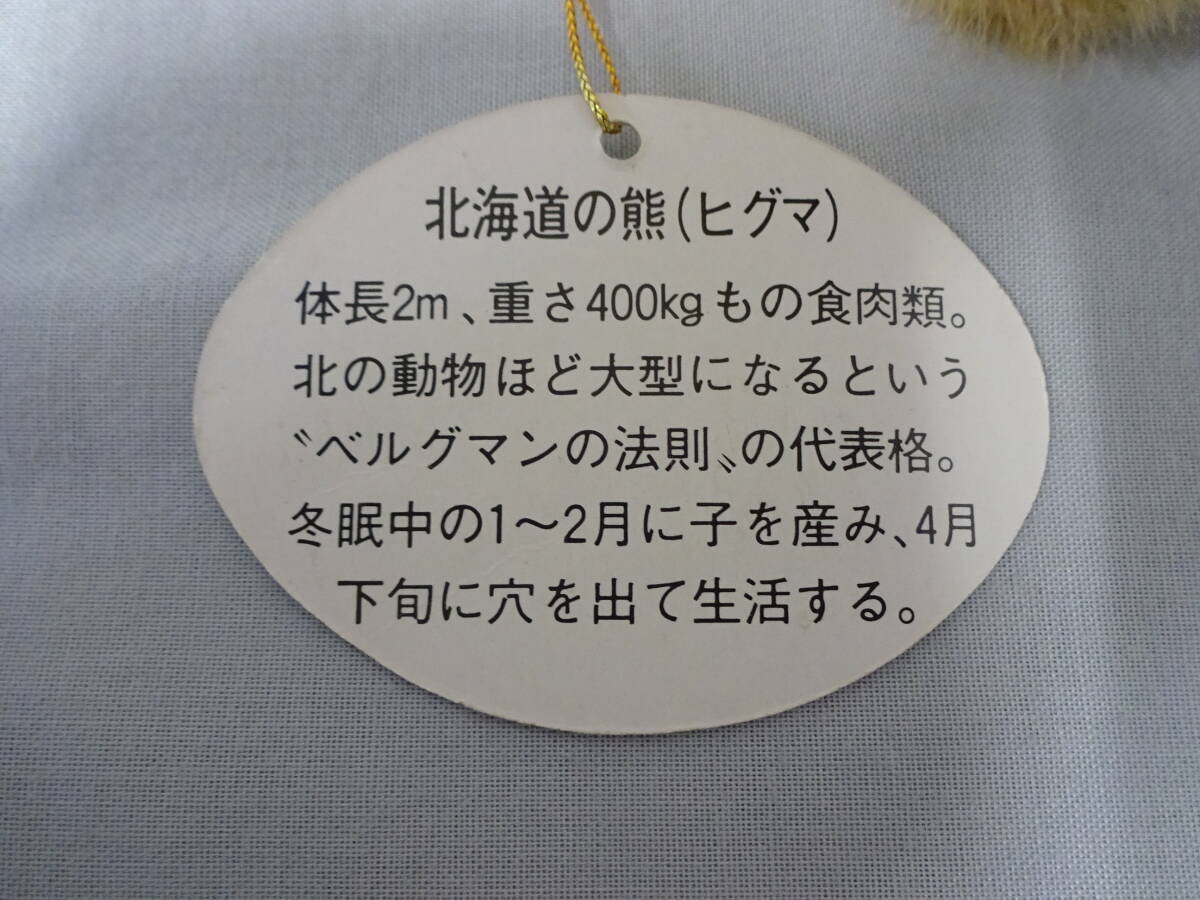 北海道の熊(ヒグマ)
体長2m、重さ400kgもの食肉類。
北の動物ほど大型になるという
〝ベルグマンの法則〟の代表格。
冬眠中の1〜2月に子を産み、4月
下旬に穴を出て生活する。